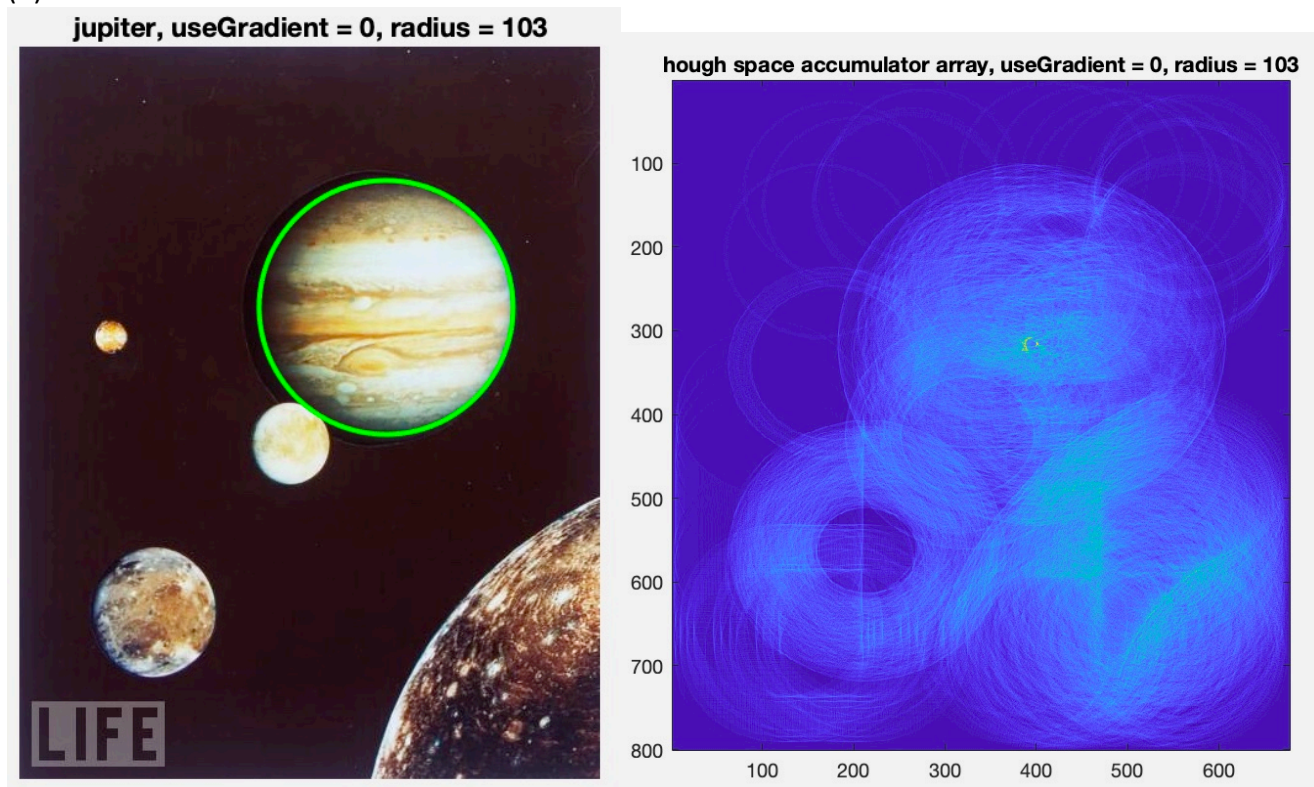 jupiter, useGradient = 0, radius = 103
LIFE
hough space accumulator array, useGradient = 0, radius = 103
100
200
300
400
500
600
700
800
100 200 300 400 500 600